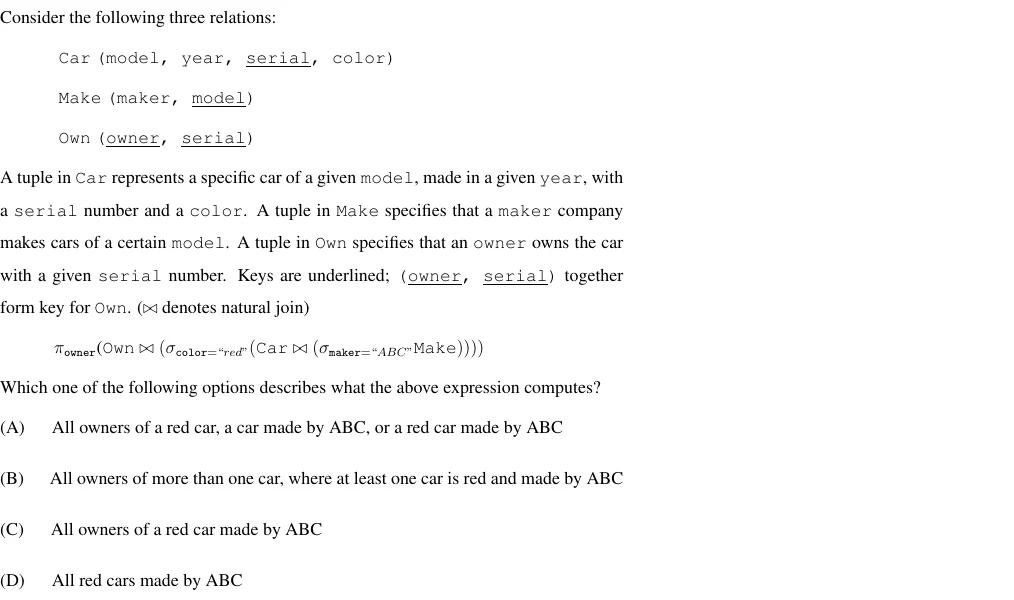 Consider the following three relations:
Car (model, year, serial, color)
Make (maker, model)
Own (owner, serial)
A tuple in Car represents a specific car of a given model, made in a given year, with
a serial number and a color. A tuple in Make specifies that a maker company
makes cars of a certain model. A tuple in Own specifies that an owner owns the car
with a given serial number. Keys are underlined; (owner, serial) together
form key for Own. (⋈ denotes natural join)
π_owner(Own ⋈ (σ_color=“red”(Car ⋈ (σ_maker=“ABC”Make))))
Which one of the following options describes what the above expression computes?
(A) All owners of a red car, a car made by ABC, or a red car made by ABC
(B) All owners of more than one car, where at least one car is red and made by ABC
(C) All owners of a red car made by ABC
(D) All red cars made by ABC